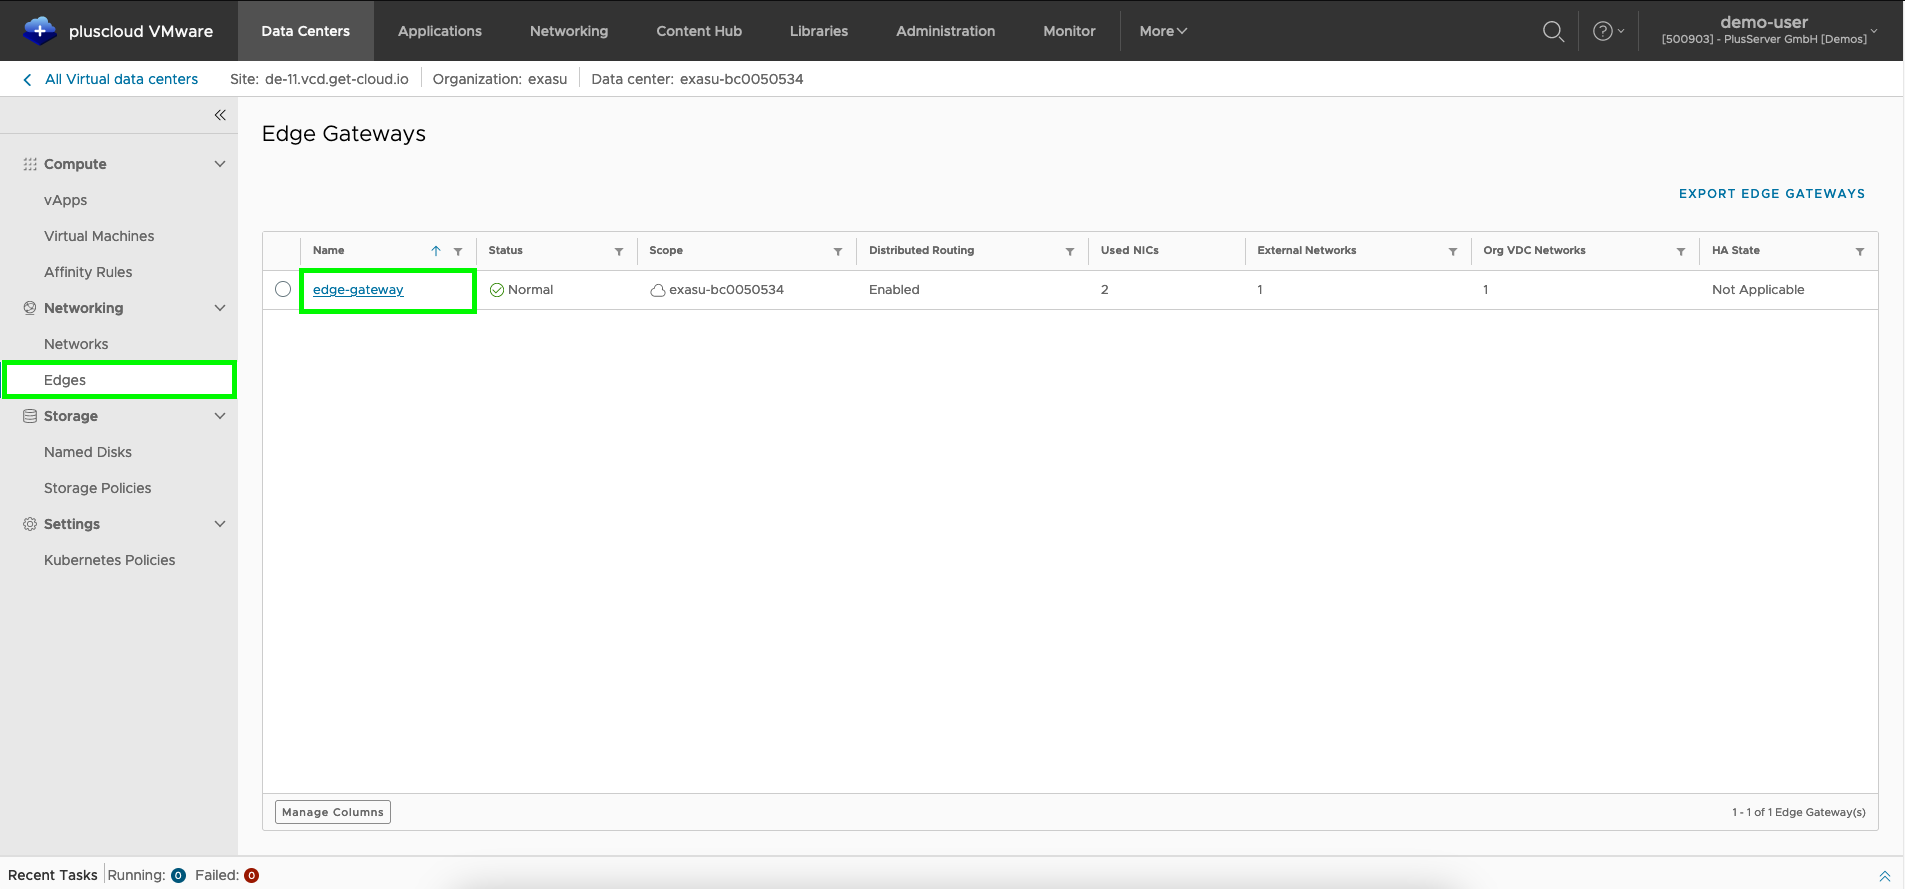 pluscloud VMware
Data Centers
Applications
Networking
Content Hub
Libraries
Administration
Monitor
More
demo-user
[500903] - PlusServer GmbH [Demos]
All Virtual data centers
Site: de-11.vcd.get-cloud.io
Organization: exasu
Data center: exasu-bc0050534
Compute
vApps
Virtual Machines
Affinity Rules
Networking
Networks
Edges
Storage
Named Disks
Storage Policies
Settings
Kubernetes Policies
Edge Gateways
EXPORT EDGE GATEWAYS
Name Status Scope Distributed Routing Used NICs External Networks Org VDC Networks HA State
edge-gateway Normal exasu-bc0050534 Enabled 2 1 1 Not Applicable
Manage Columns
1 - 1 of 1 Edge Gateway(s)
Recent Tasks Running: 0 Failed: 0